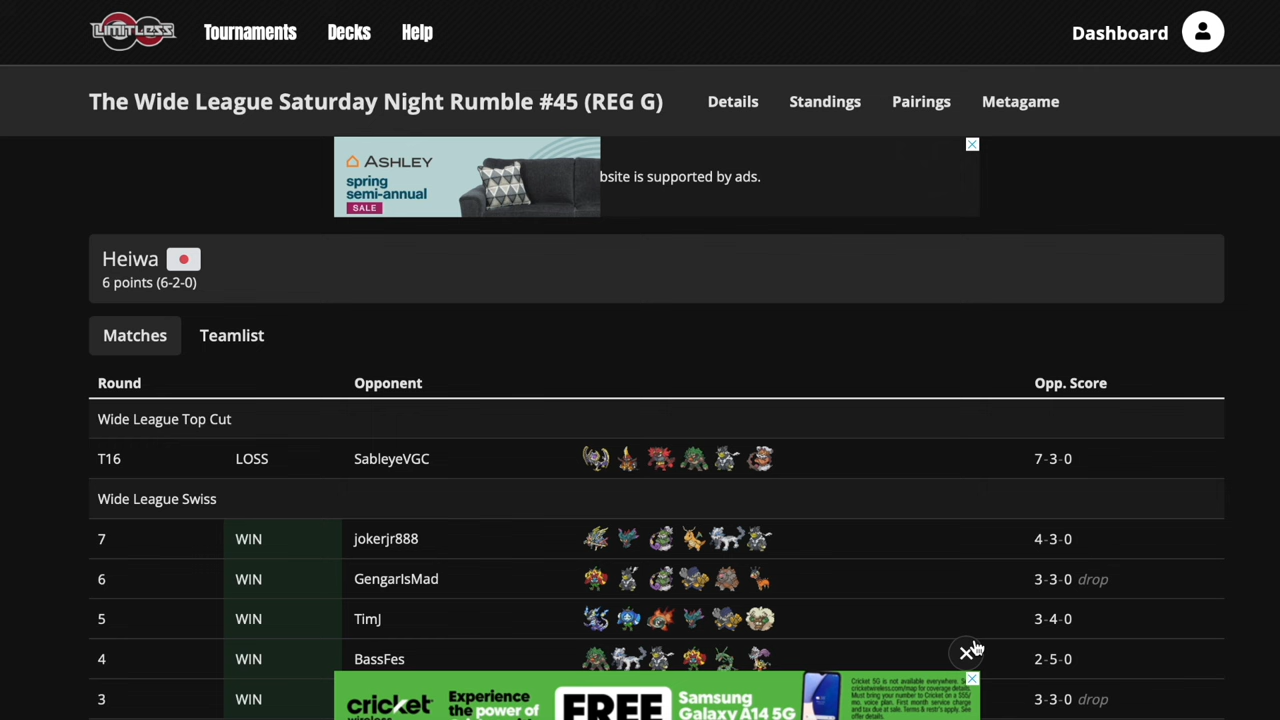 LIMITLESS Tournaments Decks Help Dashboard
The Wide League Saturday Night Rumble #45 (REG G) Details Standings Pairings Metagame
ASHLEY
spring
semi-annual
SALE
bsite is supported by ads.
Heiwa
6 points (6-2-0)
Matches Teamlist
Round Opponent Opp. Score
Wide League Top Cut
T16 LOSS SableyeVGC 7-3-0
Wide League Swiss
7 WIN jokerjr888 4-3-0
6 WIN GengarIsMad 3-3-0 drop
5 WIN TimJ 3-4-0
4 WIN BassFes 2-5-0
3 WIN 3-3-0 drop
cricket
Experience
the power of
FREE
Samsung
Galaxy A14 5G